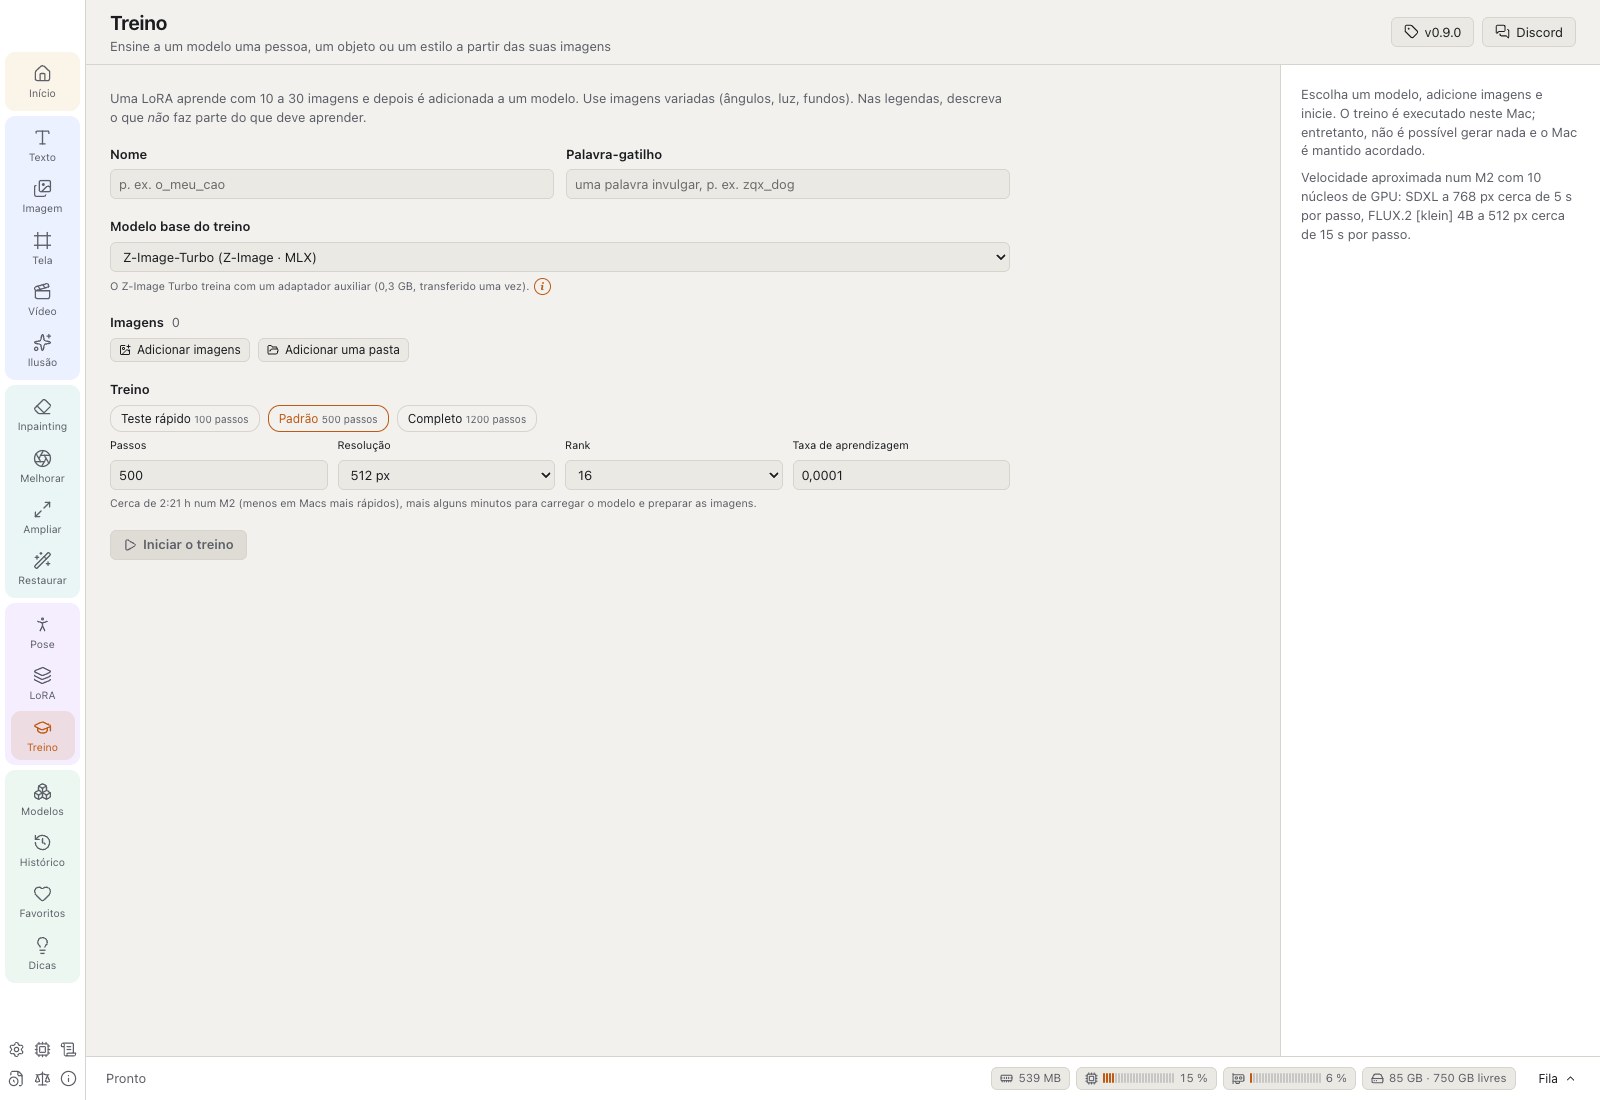 Treino
Ensine a um modelo uma pessoa, um objeto ou um estilo a partir das suas imagens
v0.9.0
Discord
Início
Texto
Imagem
Tela
Vídeo
Ilusão
Inpainting
Melhorar
Ampliar
Restaurar
Pose
LoRA
Treino
Modelos
Histórico
Favoritos
Dicas
Uma LoRA aprende com 10 a 30 imagens e depois é adicionada a um modelo. Use imagens variadas (ângulos, luz, fundos). Nas legendas, descreva
o que não faz parte do que deve aprender.
Nome
Palavra-gatilho
p. ex. o_meu_cao
uma palavra invulgar, p. ex. zqx_dog
Modelo base do treino
Z-Image-Turbo (Z-Image · MLX)
O Z-Image Turbo treina com um adaptador auxiliar (0,3 GB, transferido uma vez).
Imagens 0
Adicionar imagens
Adicionar uma pasta
Treino
Teste rápido 100 passos
Padrão 500 passos
Completo 1200 passos
Passos
Resolução
Rank
Taxa de aprendizagem
500
512 px
16
0,0001
Cerca de 2:21 h num M2 (menos em Macs mais rápidos), mais alguns minutos para carregar o modelo e preparar as imagens.
Iniciar o treino
Escolha um modelo, adicione imagens e
inicie. O treino é executado neste Mac;
entretanto, não é possível gerar nada e o Mac
é mantido acordado.
Velocidade aproximada num M2 com 10
núcleos de GPU: SDXL a 768 px cerca de 5 s
por passo, FLUX.2 [klein] 4B a 512 px cerca
de 15 s por passo.
Pronto
539 MB
15 %
6 %
85 GB · 750 GB livres
Fila